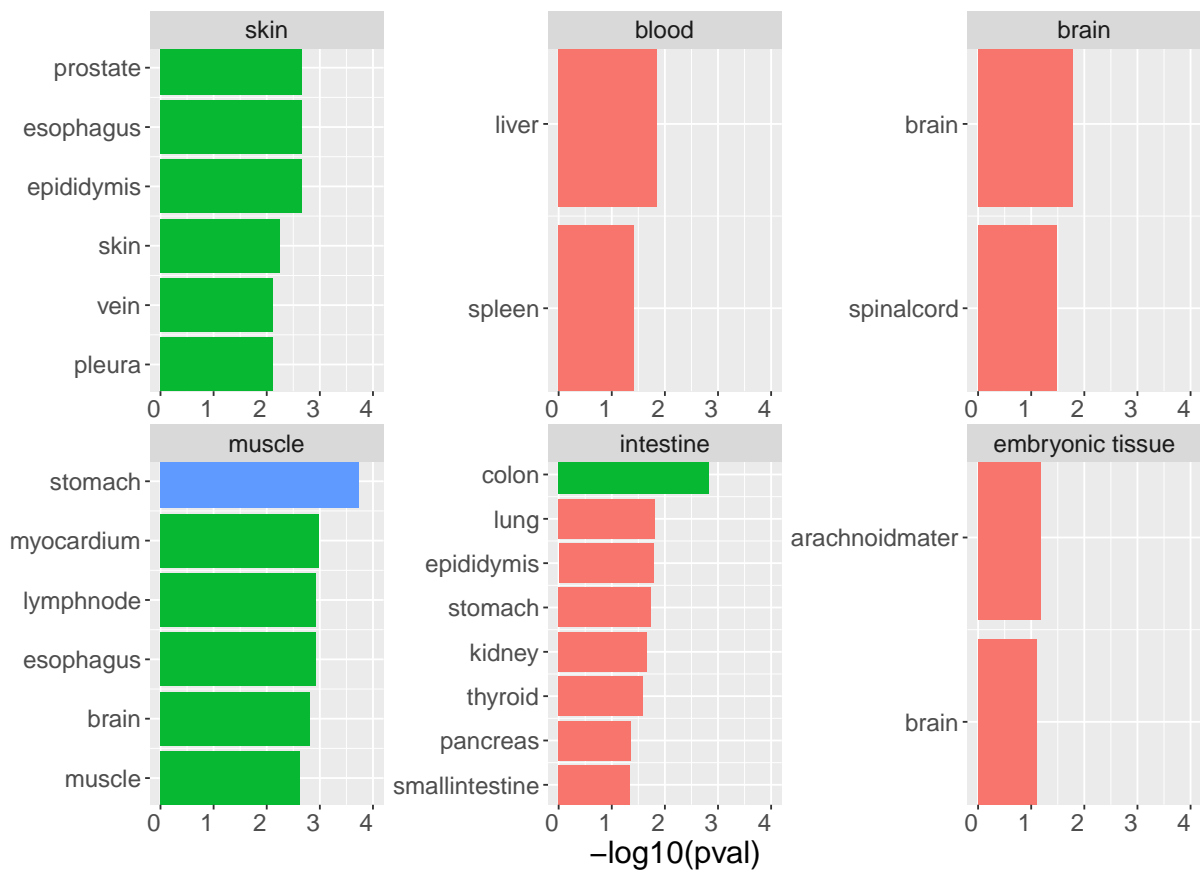 skin
prostate
esophagus
epididymis
skin
vein
pleura
0 1 2 3 4
blood
liver
spleen
0 1 2 3 4
brain
brain
spinalcord
0 1 2 3 4
muscle
stomach
myocardium
lymphnode
esophagus
brain
muscle
0 1 2 3 4
intestine
colon
lung
epididymis
stomach
kidney
thyroid
pancreas
smallintestine
0 1 2 3 4
embryonic tissue
arachnoidmater
brain
0 1 2 3 4
−log10(pval)